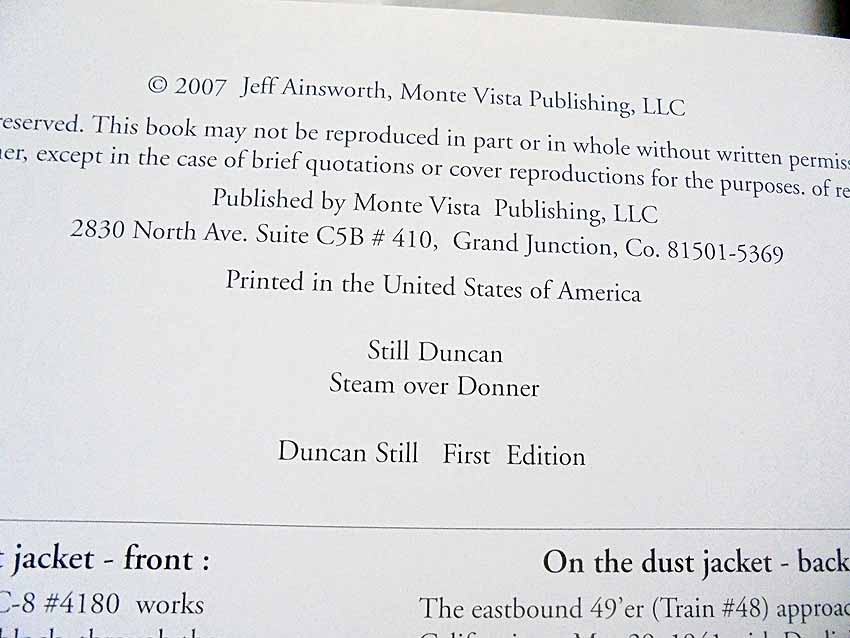 © 2007 Jeff Ainsworth, Monte Vista Publishing, LLC
reserved. This book may not be reproduced in part or in whole without written permiss
er, except in the case of brief quotations or cover reproductions for the purposes. of re
Published by Monte Vista Publishing, LLC
2830 North Ave. Suite C5B # 410, Grand Junction, Co. 81501-5369
Printed in the United States of America
Still Duncan
Steam over Donner
Duncan Still First Edition
t jacket - front :
C-8 #4180 works
On the dust jacket - back
The eastbound 49'er (Train #48) approac